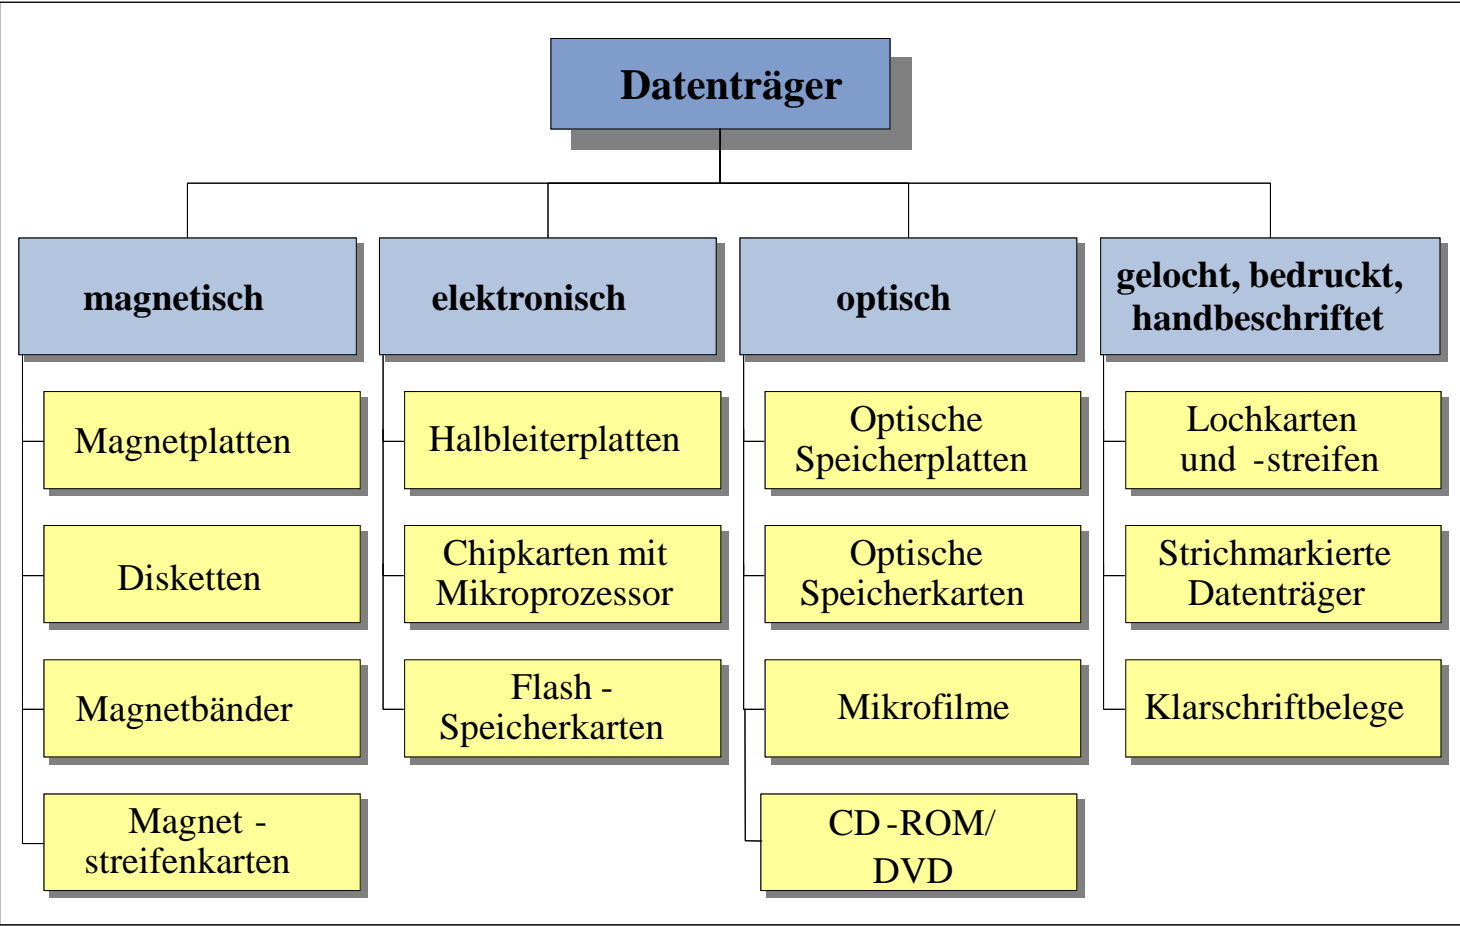 Datenträger
magnetisch
elektronisch
optisch
gelocht, bedruckt,
handbeschriftet
Magnetplatten
Disketten
Magnetbänder
Magnet -
streifenkarten
Halbleiterplatten
Chipkarten mit
Mikroprozessor
Flash -
Speicherkarten
Optische
Speicherplatten
Optische
Speicherkarten
Mikrofilme
CD -ROM/
DVD
Lochkarten
und -streifen
Strichmarkierte
Datenträger
Klarschriftbelege